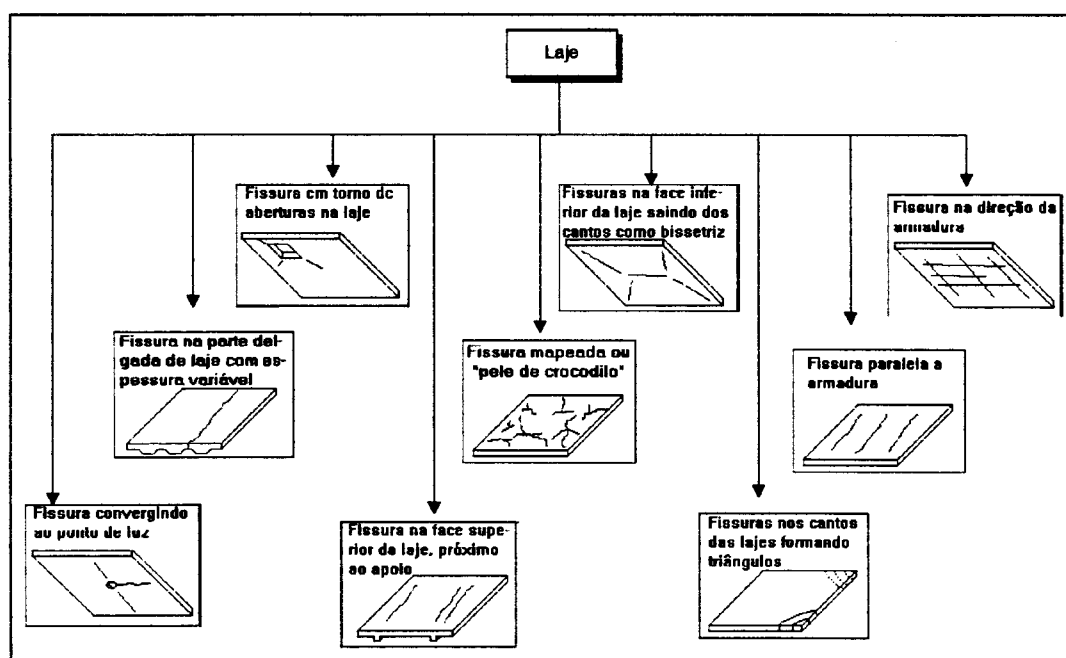 Laje
Fissura em torno de
aberturas na laje
Fissuras na face infe-
rior da laje saindo dos
cantos como bissetriz
Fissura na direção da
armadura
Fissura na parte del-
gada de laje com es-
pessura variável
Fissura mapeada ou
"pele de crocodilo"
Fissura paralela a
armadura
Fissura convergindo
ao ponto de luz
Fissura na face supe-
rior da laje, próximo
ao apoio
Fissuras nos cantos
das lajes formando
triângulos